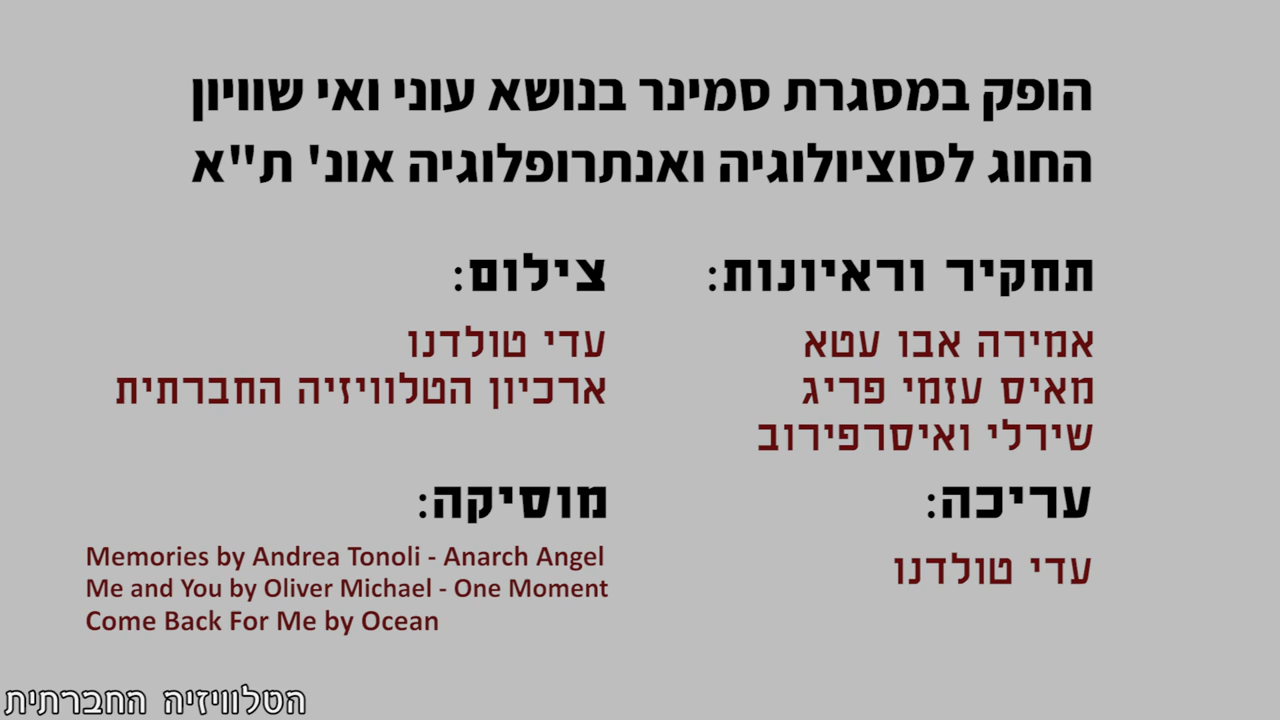 הופק במסגרת סמינר בנושא עוני ואי שוויון
החוג לסוציולוגיה ואנתרופלוגיה אונ' ת"א
תחקיר וראיונות:
אמירה אבו עטא
מאיס עזמי פריג
שירלי ואיסרפירוב
צילום:
עדי טולדנו
ארכיון הטלוויזיה החברתית
עריכה:
עדי טולדנו
מוסיקה:
Memories by Andrea Tonoli - Anarch Angel
Me and You by Oliver Michael - One Moment
Come Back For Me by Ocean
הטלוויזיה החברתית